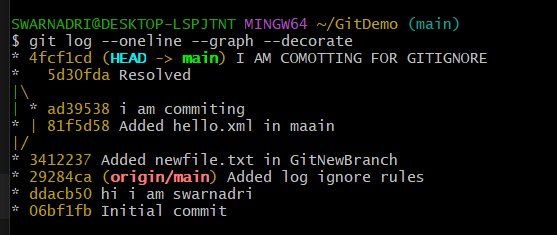 SWARNADRI@DESKTOP-LSPJTNT MINGW64 ~/GitDemo (main)
$ git log --oneline --graph --decorate
* 4fcf1cd (HEAD -> main) I AM COMOTTING FOR GITIGNORE
*   5d30fda Resolved
|\
| * ad39538 i am commiting
* | 81f5d58 Added hello.xml in maain
|/
* 3412237 Added newfile.txt in GitNewBranch
* 29284ca (origin/main) Added log ignore rules
* ddacb50 hi i am swarnadri
* 06bf1fb Initial commit